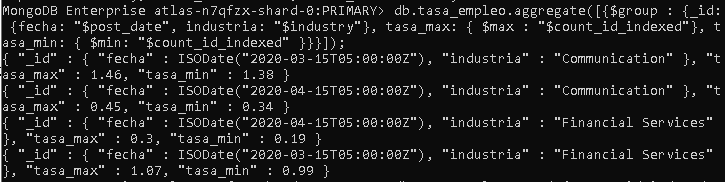 MongoDB Enterprise atlas-n7qfzx-shard-0:PRIMARY> db.tasa_empleo.aggregate([{$group : {_id:
 {fecha: "$post_date", industria: "$industry"}, tasa_max: { $max : "$count_id_indexed"}, t
asa_min: { $min: "$count_id_indexed" }}}]);
{ "_id" : { "fecha" : ISODate("2020-03-15T05:00:00Z"), "industria" : "Communication" }, "t
asa_max" : 1.46, "tasa_min" : 1.38 }
{ "_id" : { "fecha" : ISODate("2020-04-15T05:00:00Z"), "industria" : "Communication" }, "t
asa_max" : 0.45, "tasa_min" : 0.34 }
{ "_id" : { "fecha" : ISODate("2020-04-15T05:00:00Z"), "industria" : "Financial Services"
}, "tasa_max" : 0.3, "tasa_min" : 0.19 }
{ "_id" : { "fecha" : ISODate("2020-03-15T05:00:00Z"), "industria" : "Financial Services"
}, "tasa_max" : 1.07, "tasa_min" : 0.99 }